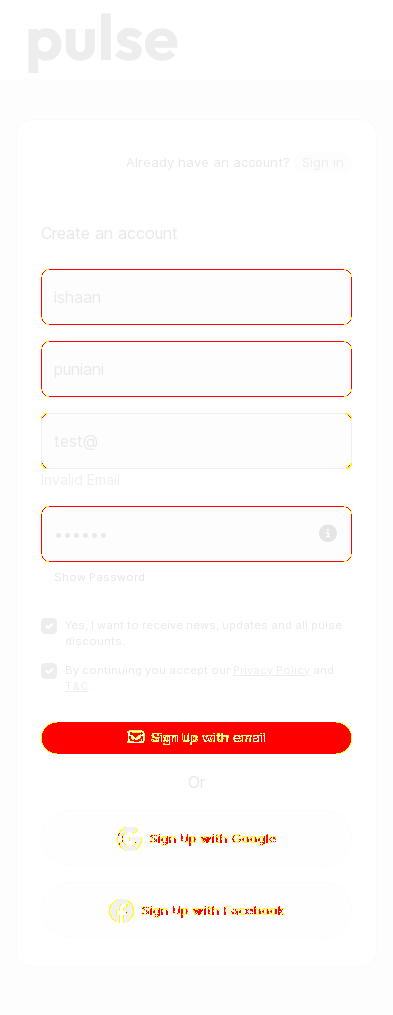 pulse
Already have an account? Sign in
Create an account
ishaan
puniani
test@
Invalid Email
••••••
Show Password
Yes, I want to receive news, updates and all pulse
discounts.
By continuing you accept our Privacy Policy and
T&C.
Sign Up with email
Or
Sign Up with Google
Sign Up with Facebook